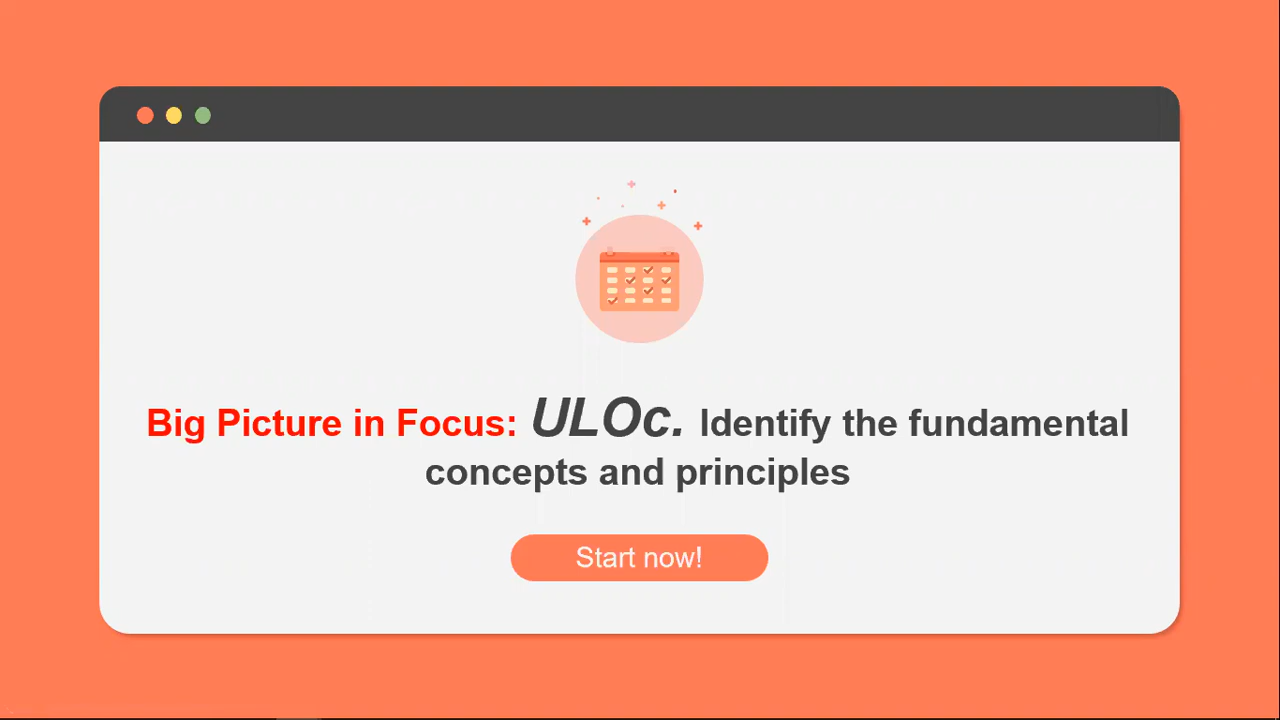 Big Picture in Focus: ULOc. Identify the fundamental
concepts and principles
Start now!